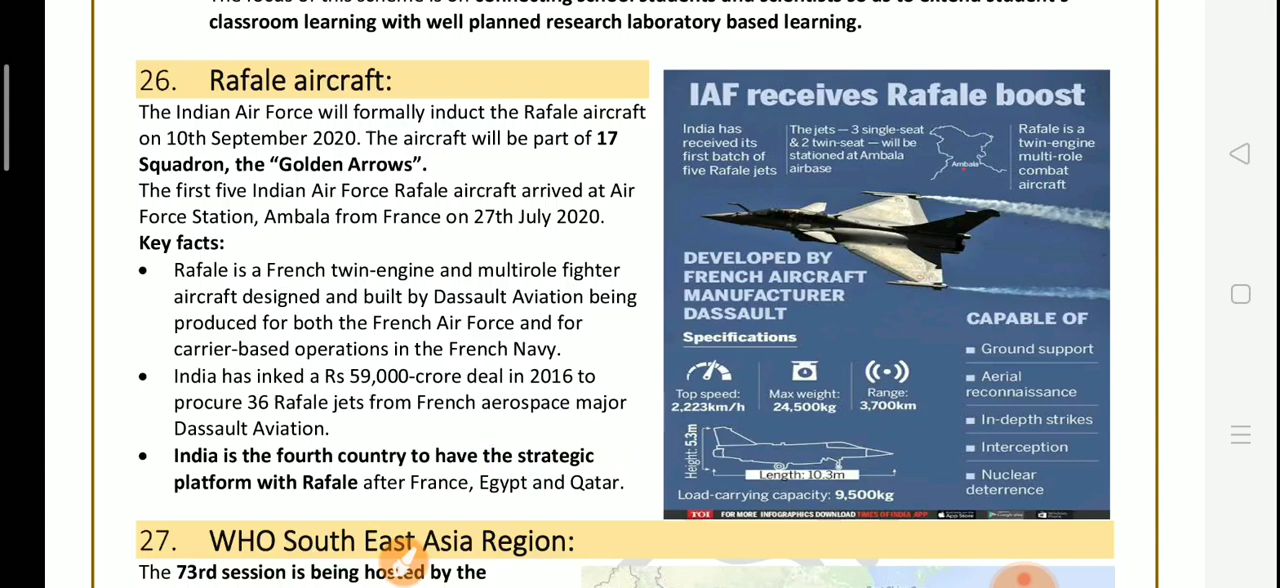 classroom learning with well planned research laboratory based learning.
26. Rafale aircraft:
The Indian Air Force will formally induct the Rafale aircraft
on 10th September 2020. The aircraft will be part of 17
Squadron, the “Golden Arrows”.
The first five Indian Air Force Rafale aircraft arrived at Air
Force Station, Ambala from France on 27th July 2020.
Key facts:
• Rafale is a French twin-engine and multirole fighter
aircraft designed and built by Dassault Aviation being
produced for both the French Air Force and for
carrier-based operations in the French Navy.
• India has inked a Rs 59,000-crore deal in 2016 to
procure 36 Rafale jets from French aerospace major
Dassault Aviation.
• India is the fourth country to have the strategic
platform with Rafale after France, Egypt and Qatar.
IAF receives Rafale boost
India has
received its
first batch of
five Rafale jets
The jets — 3 single-seat
& 2 twin-seat — will be
stationed at Ambala
airbase
Ambala
Rafale is a
twin-engine
multi-role
combat
aircraft
DEVELOPED BY
FRENCH AIRCRAFT
MANUFACTURER
DASSAULT
Specifications
Top speed:
2,223km/h
Max weight:
24,500kg
Range:
3,700km
Height: 5.3m
Length: 10.3m
Load-carrying capacity: 9,500kg
CAPABLE OF
Ground support
Aerial
reconnaissance
In-depth strikes
Interception
Nuclear
deterrence
TOI FOR MORE INFOGRAPHICS DOWNLOAD TIMES OF INDIA APP
27. WHO South East Asia Region:
The 73rd session is being hosted by the